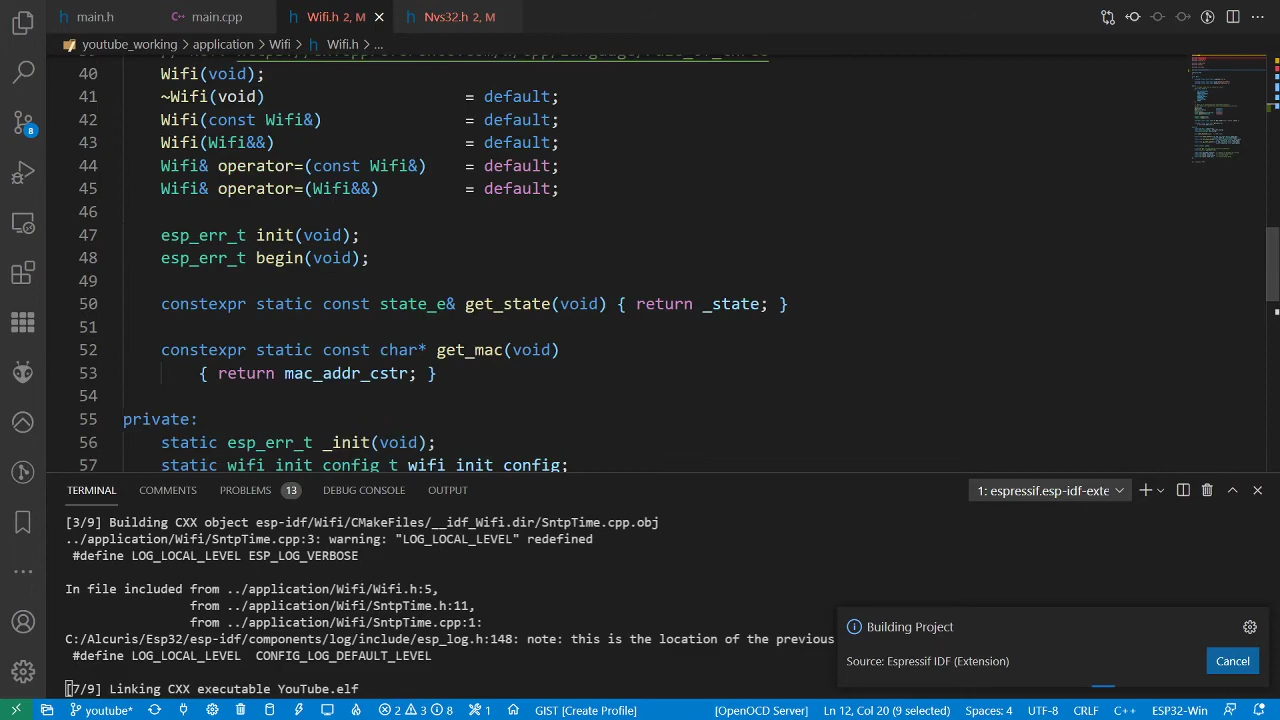 main.h
main.cpp
Wifi.h 2, M
Nvs32.h 2, M
youtube_working
application
Wifi
Wifi.h
...
40 Wifi(void);
41 ~Wifi(void) = default;
42 Wifi(const Wifi&) = default;
43 Wifi(Wifi&&) = default;
44 Wifi& operator=(const Wifi&) = default;
45 Wifi& operator=(Wifi&&) = default;
46
47 esp_err_t init(void);
48 esp_err_t begin(void);
49
50 constexpr static const state_e& get_state(void) { return _state; }
51
52 constexpr static const char* get_mac(void)
53 { return mac_addr_cstr; }
54
55 private:
56 static esp_err_t _init(void);
57 static wifi_init_config_t wifi_init_config;
8
TERMINAL COMMENTS PROBLEMS 13 DEBUG CONSOLE OUTPUT
1: espressif.esp-idf-exte
[3/9] Building CXX object esp-idf/Wifi/CMakeFiles/__idf_Wifi.dir/SntpTime.cpp.obj
../application/Wifi/SntpTime.cpp:3: warning: "LOG_LOCAL_LEVEL" redefined
#define LOG_LOCAL_LEVEL ESP_LOG_VERBOSE
In file included from ../application/Wifi/Wifi.h:5,
from ../application/Wifi/SntpTime.h:11,
from ../application/Wifi/SntpTime.cpp:1:
C:/Alcuris/Esp32/esp-idf/components/log/include/esp_log.h:148: note: this is the location of the previous
#define LOG_LOCAL_LEVEL CONFIG_LOG_DEFAULT_LEVEL
[7/9] Linking CXX executable YouTube.elf
Building Project
Source: Espressif IDF (Extension)
Cancel
youtube* 2 3 8 1 GIST [Create Profile] [OpenOCD Server] Ln 12, Col 20 (9 selected) Spaces: 4 UTF-8 CRLF C++ ESP32-Win